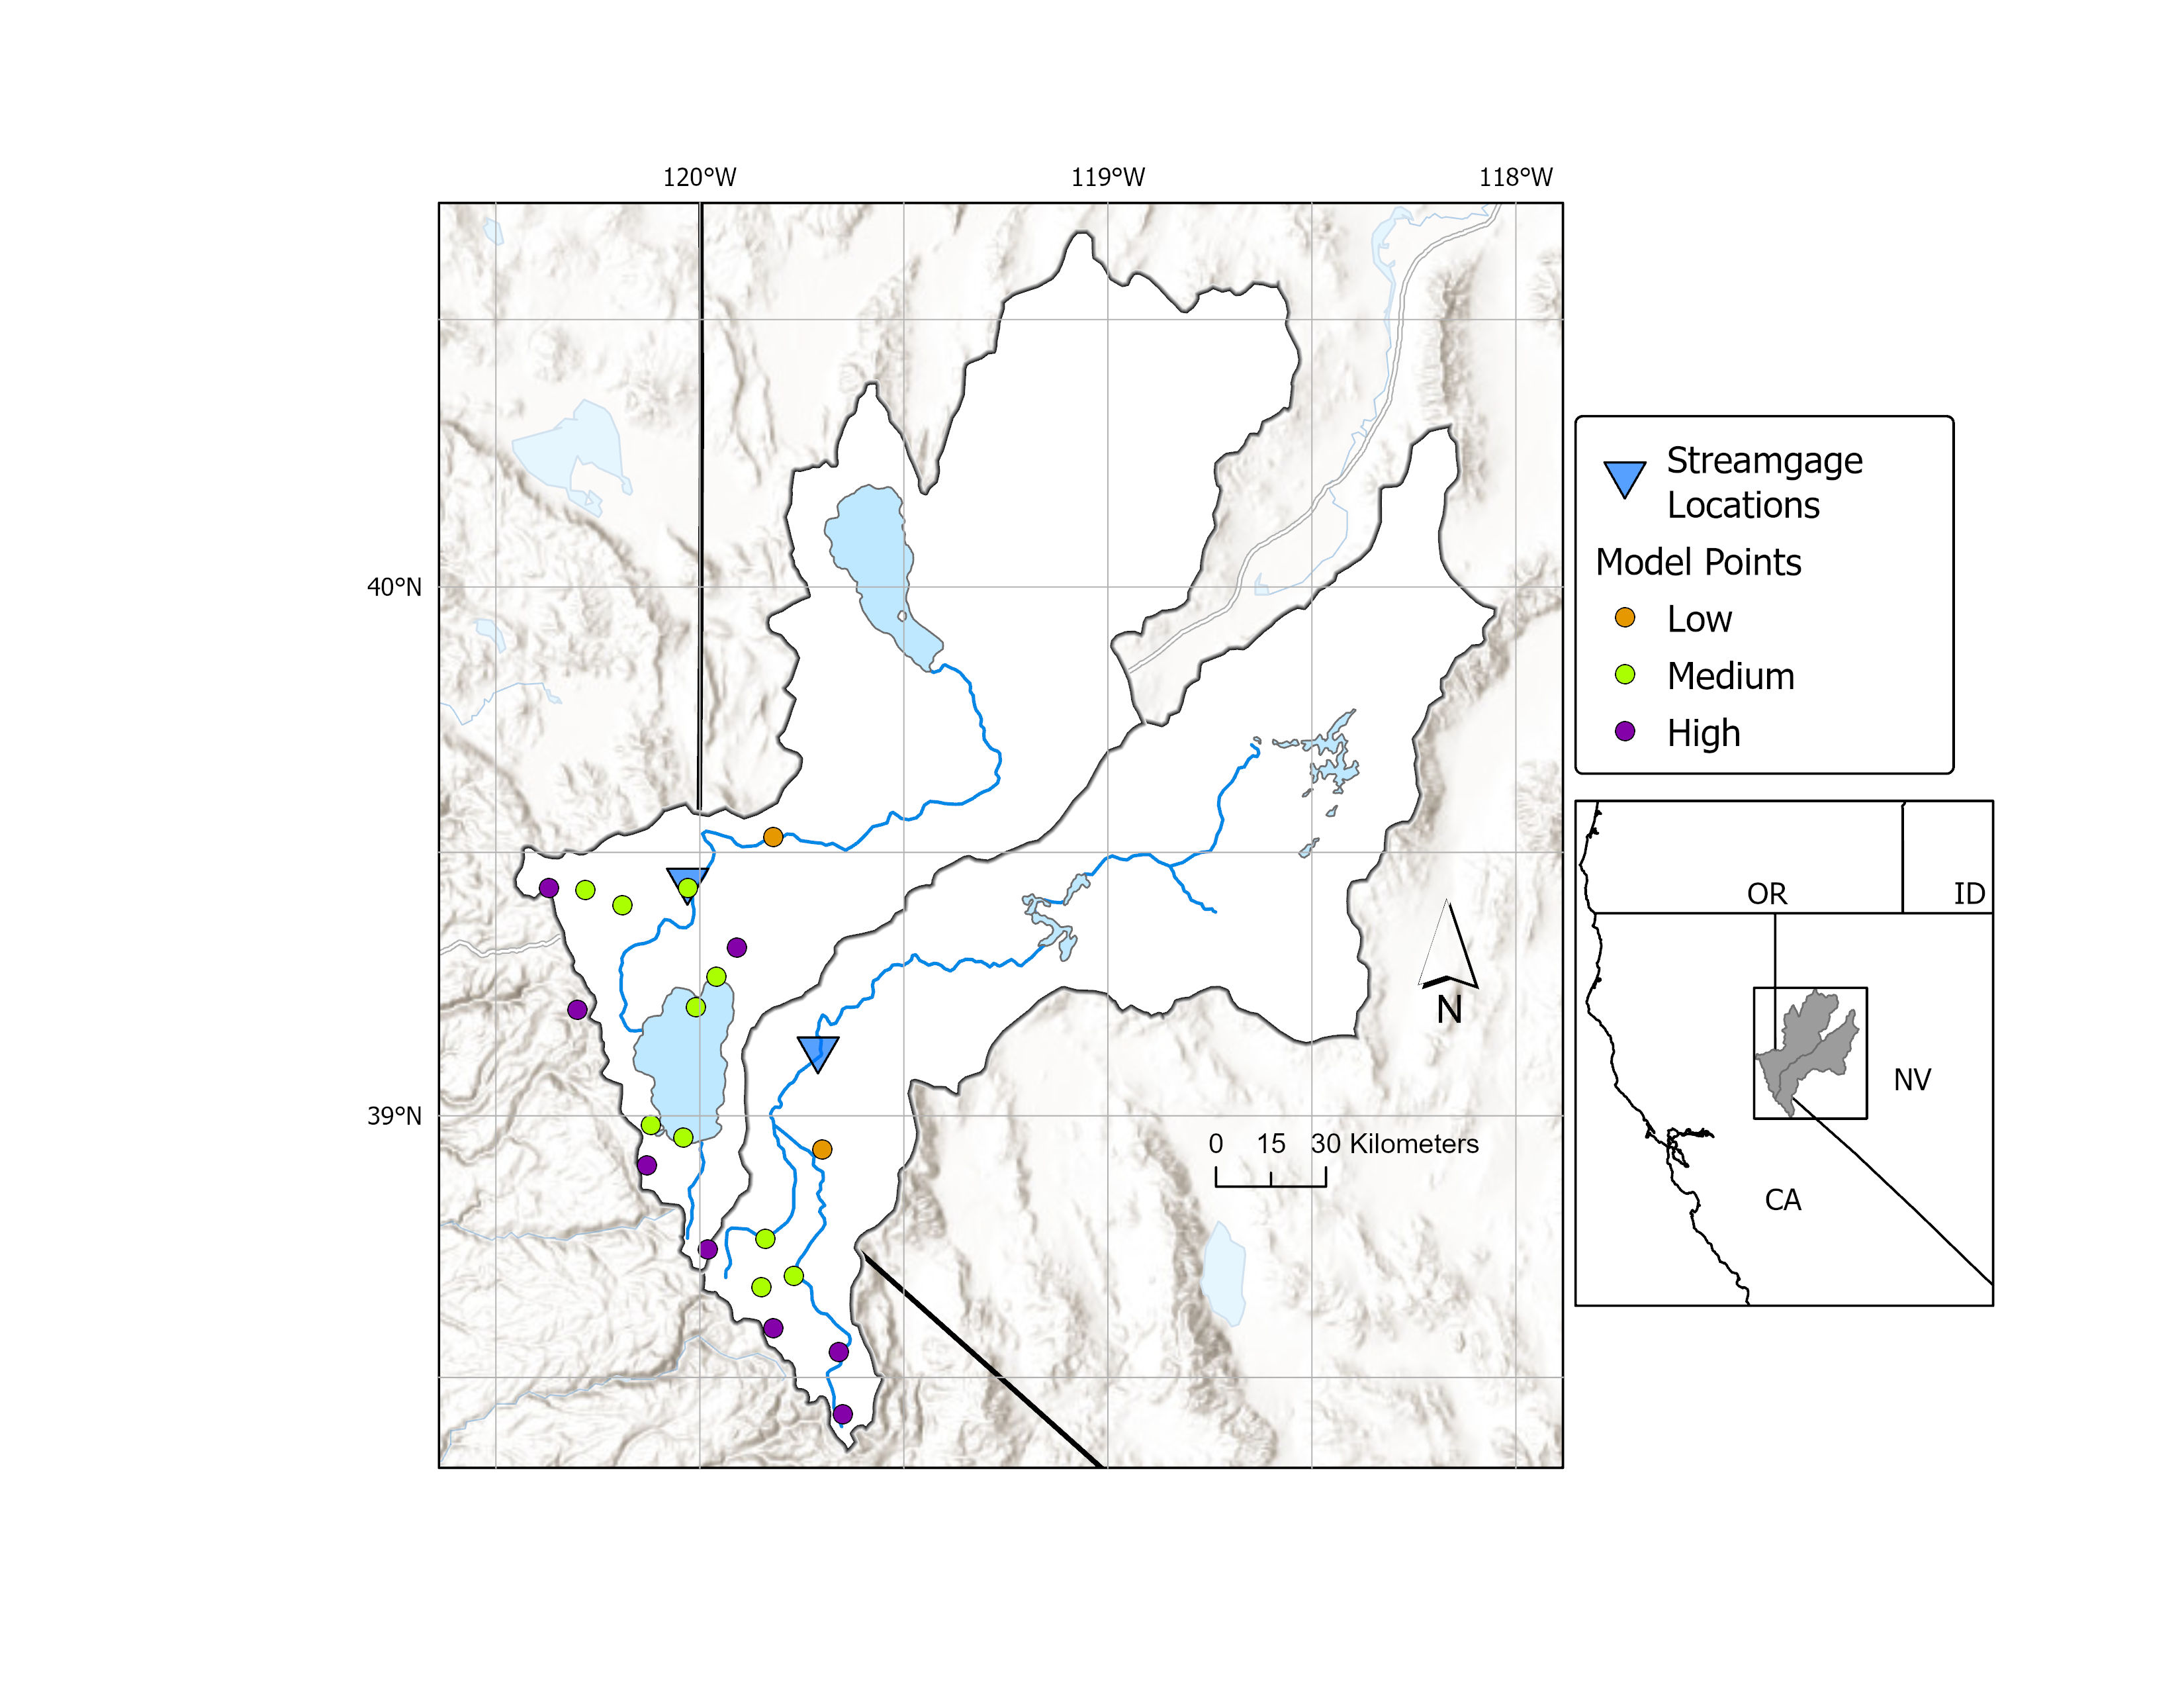 120°W 119°W 118°W
40°N
39°N
Streamgage
Locations
Model Points
Low
Medium
High
OR ID
NV
CA
N
0 15 30 Kilometers